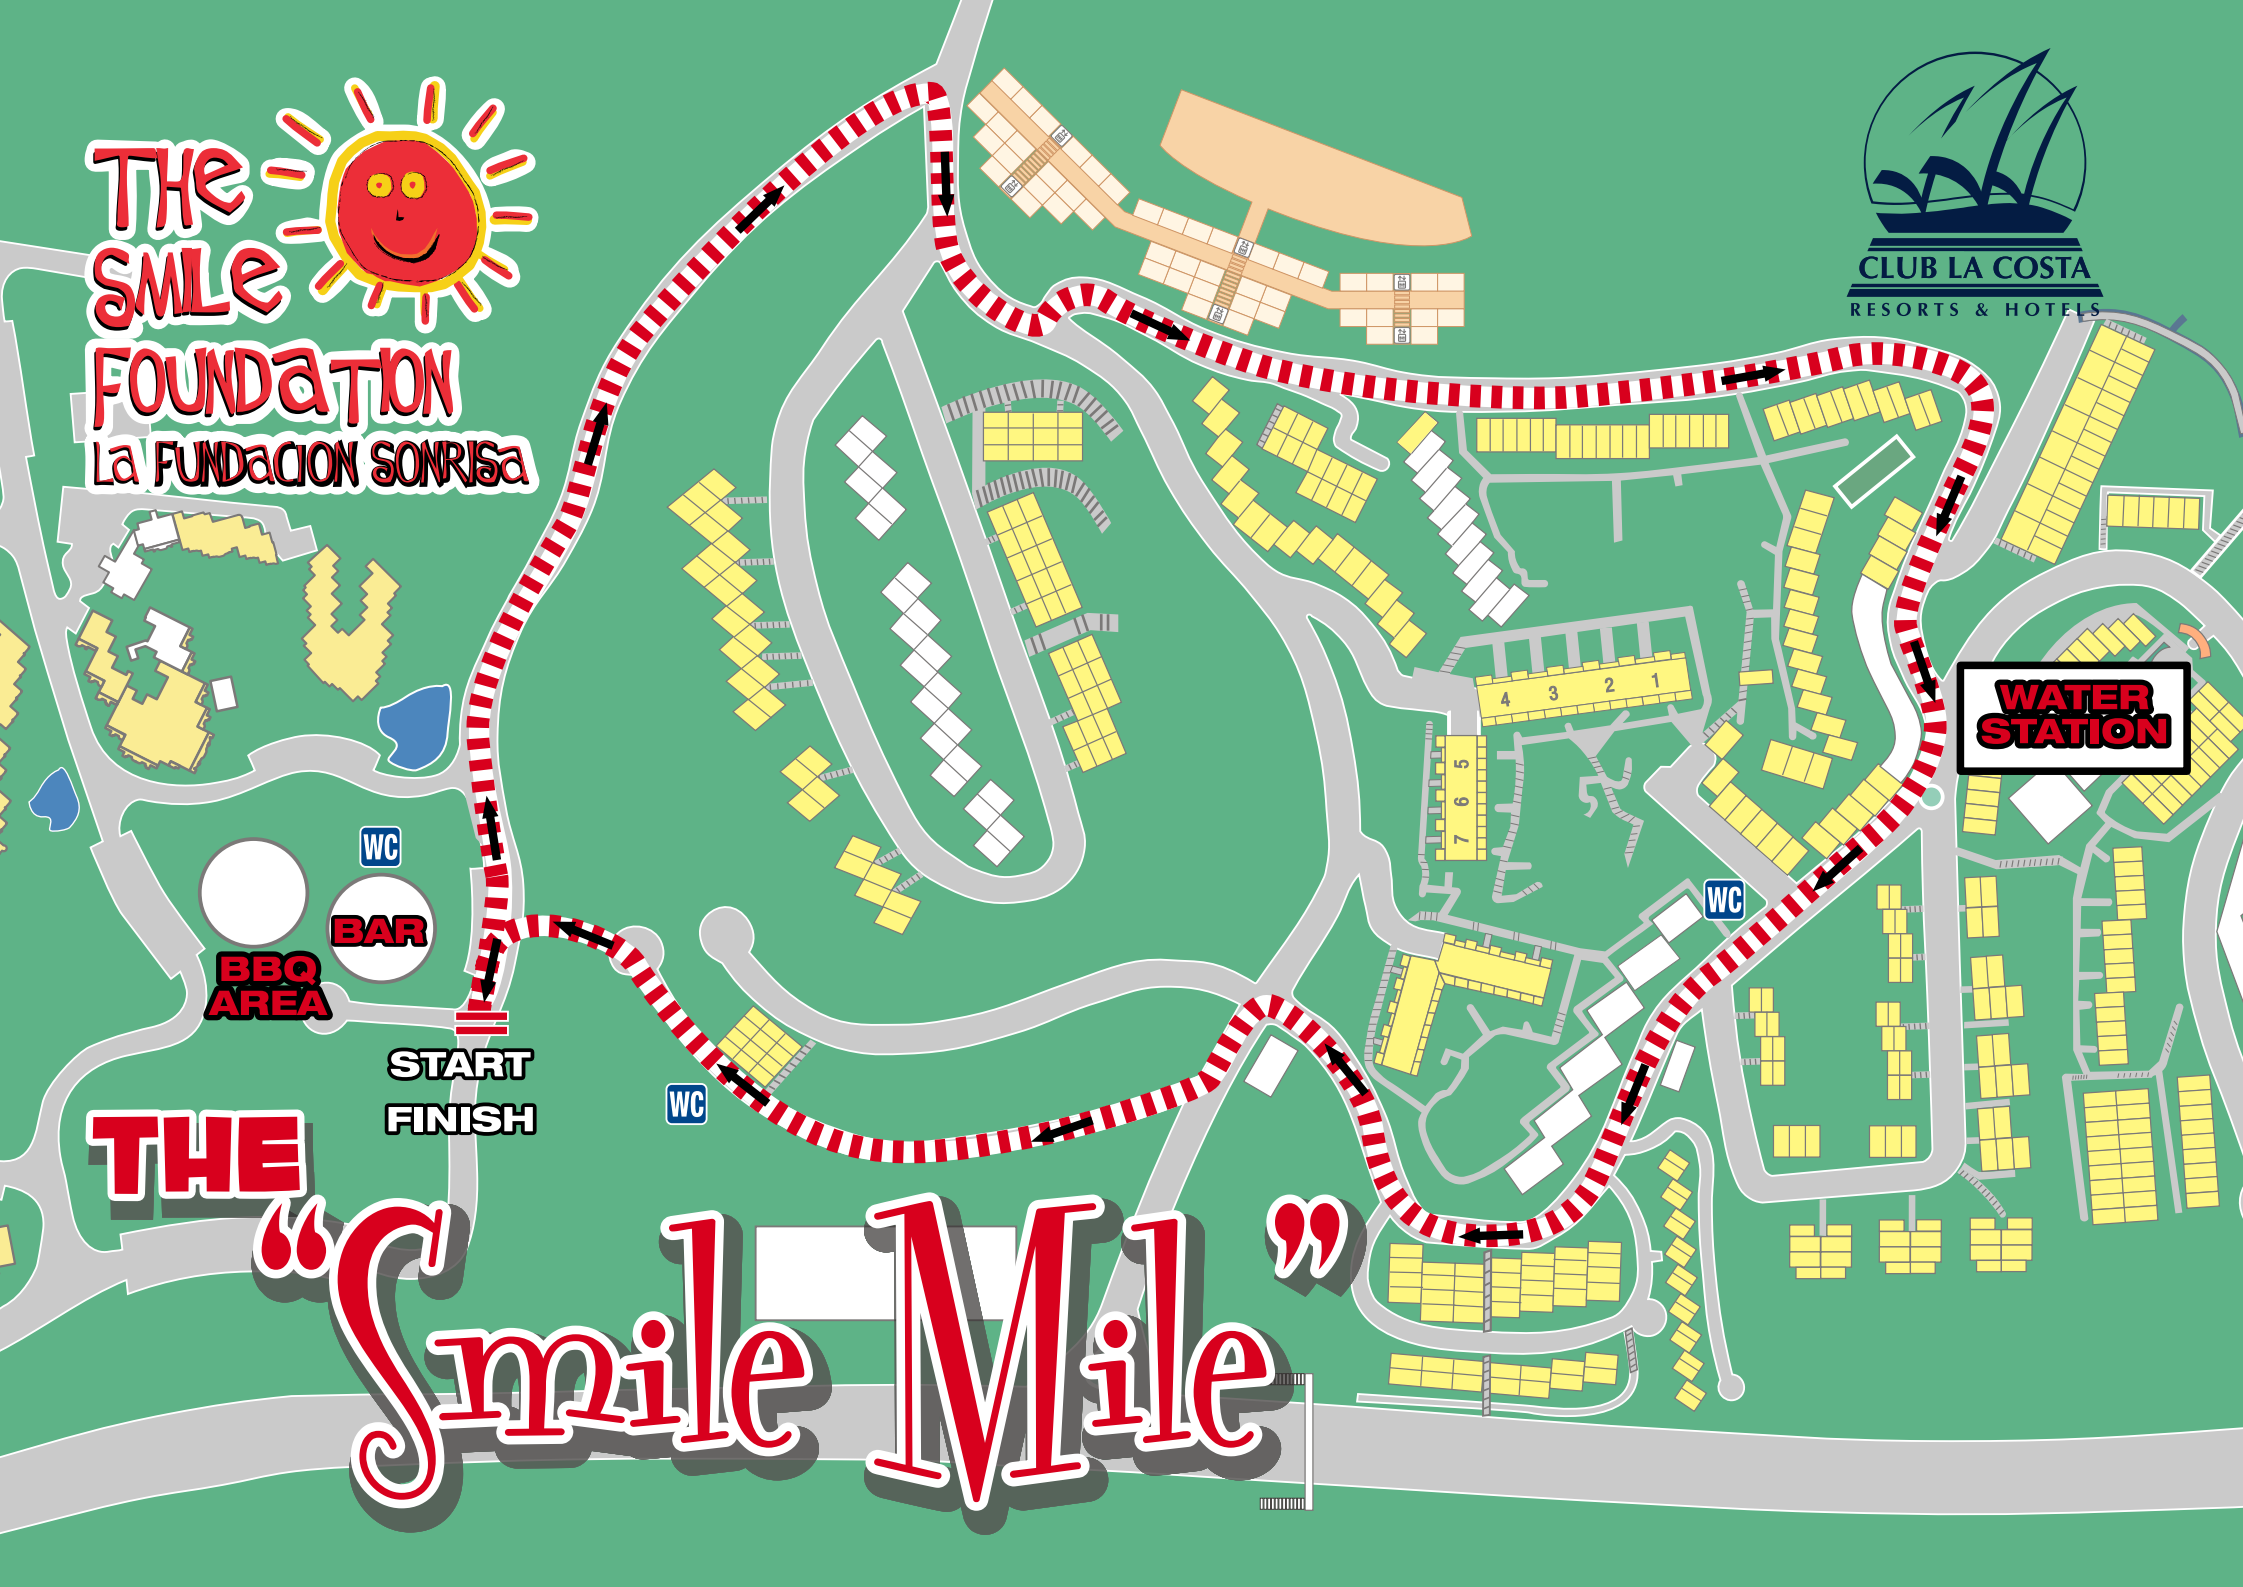 THE
SMILE
FOUNDATION
La FUNDACION SONRISA
CLUB LA COSTA
RESORTS & HOTELS
4 3 2 1
5
6
7
WATER
STATION
WC
BAR
BBQ
AREA
WC
START
FINISH
WC
THE
“Smile Mile”